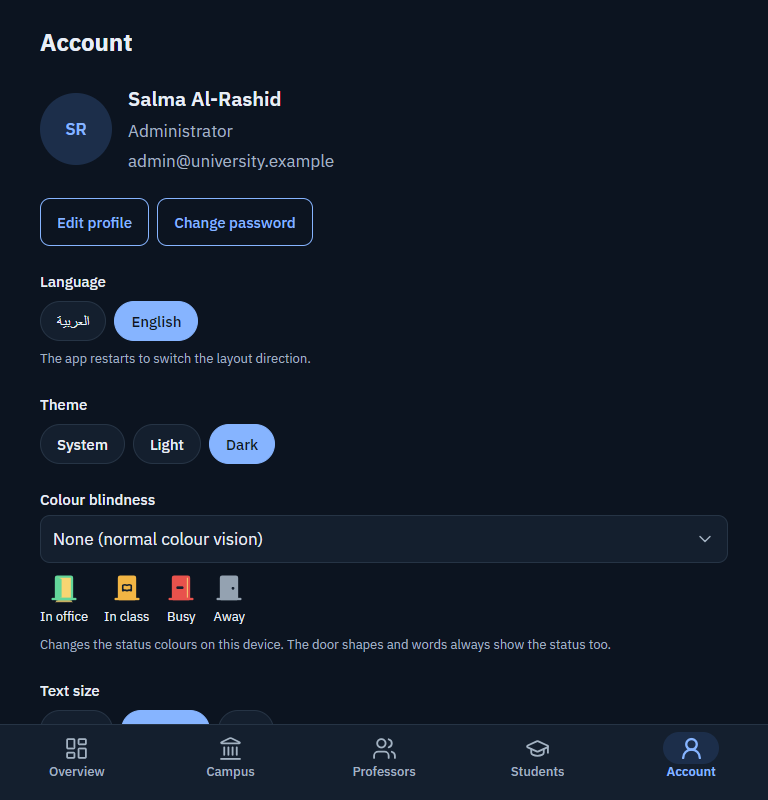 Account
SR
Salma Al-Rashid
Administrator
admin@university.example
Edit profile
Change password
Language
العربية
English
The app restarts to switch the layout direction.
Theme
System
Light
Dark
Colour blindness
None (normal colour vision)
In office
In class
Busy
Away
Changes the status colours on this device. The door shapes and words always show the status too.
Text size
Overview
Campus
Professors
Students
Account